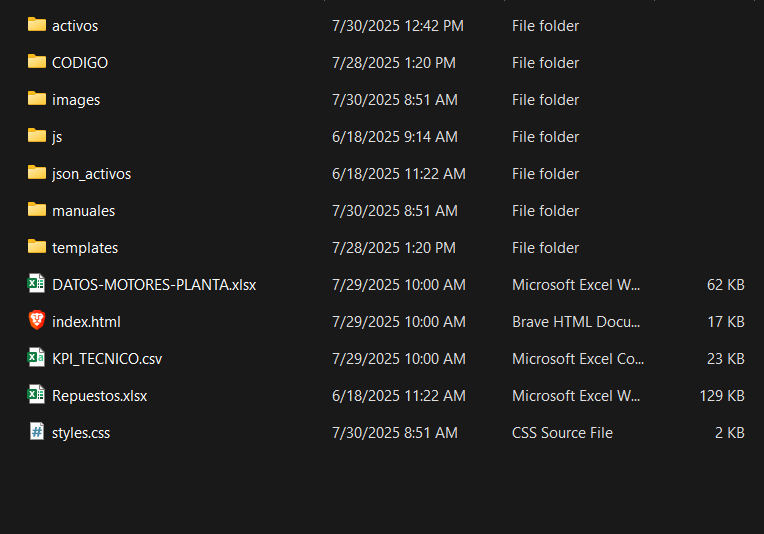 activos 7/30/2025 12:42 PM File folder
CODIGO 7/28/2025 1:20 PM File folder
images 7/30/2025 8:51 AM File folder
js 6/18/2025 9:14 AM File folder
json_activos 6/18/2025 11:22 AM File folder
manuales 7/30/2025 8:51 AM File folder
templates 7/28/2025 1:20 PM File folder
DATOS-MOTORES-PLANTA.xlsx 7/29/2025 10:00 AM Microsoft Excel W... 62 KB
index.html 7/29/2025 10:00 AM Brave HTML Docu... 17 KB
KPI_TECNICO.csv 7/29/2025 10:00 AM Microsoft Excel Co... 23 KB
Repuestos.xlsx 6/18/2025 11:22 AM Microsoft Excel W... 129 KB
styles.css 7/30/2025 8:51 AM CSS Source File 2 KB